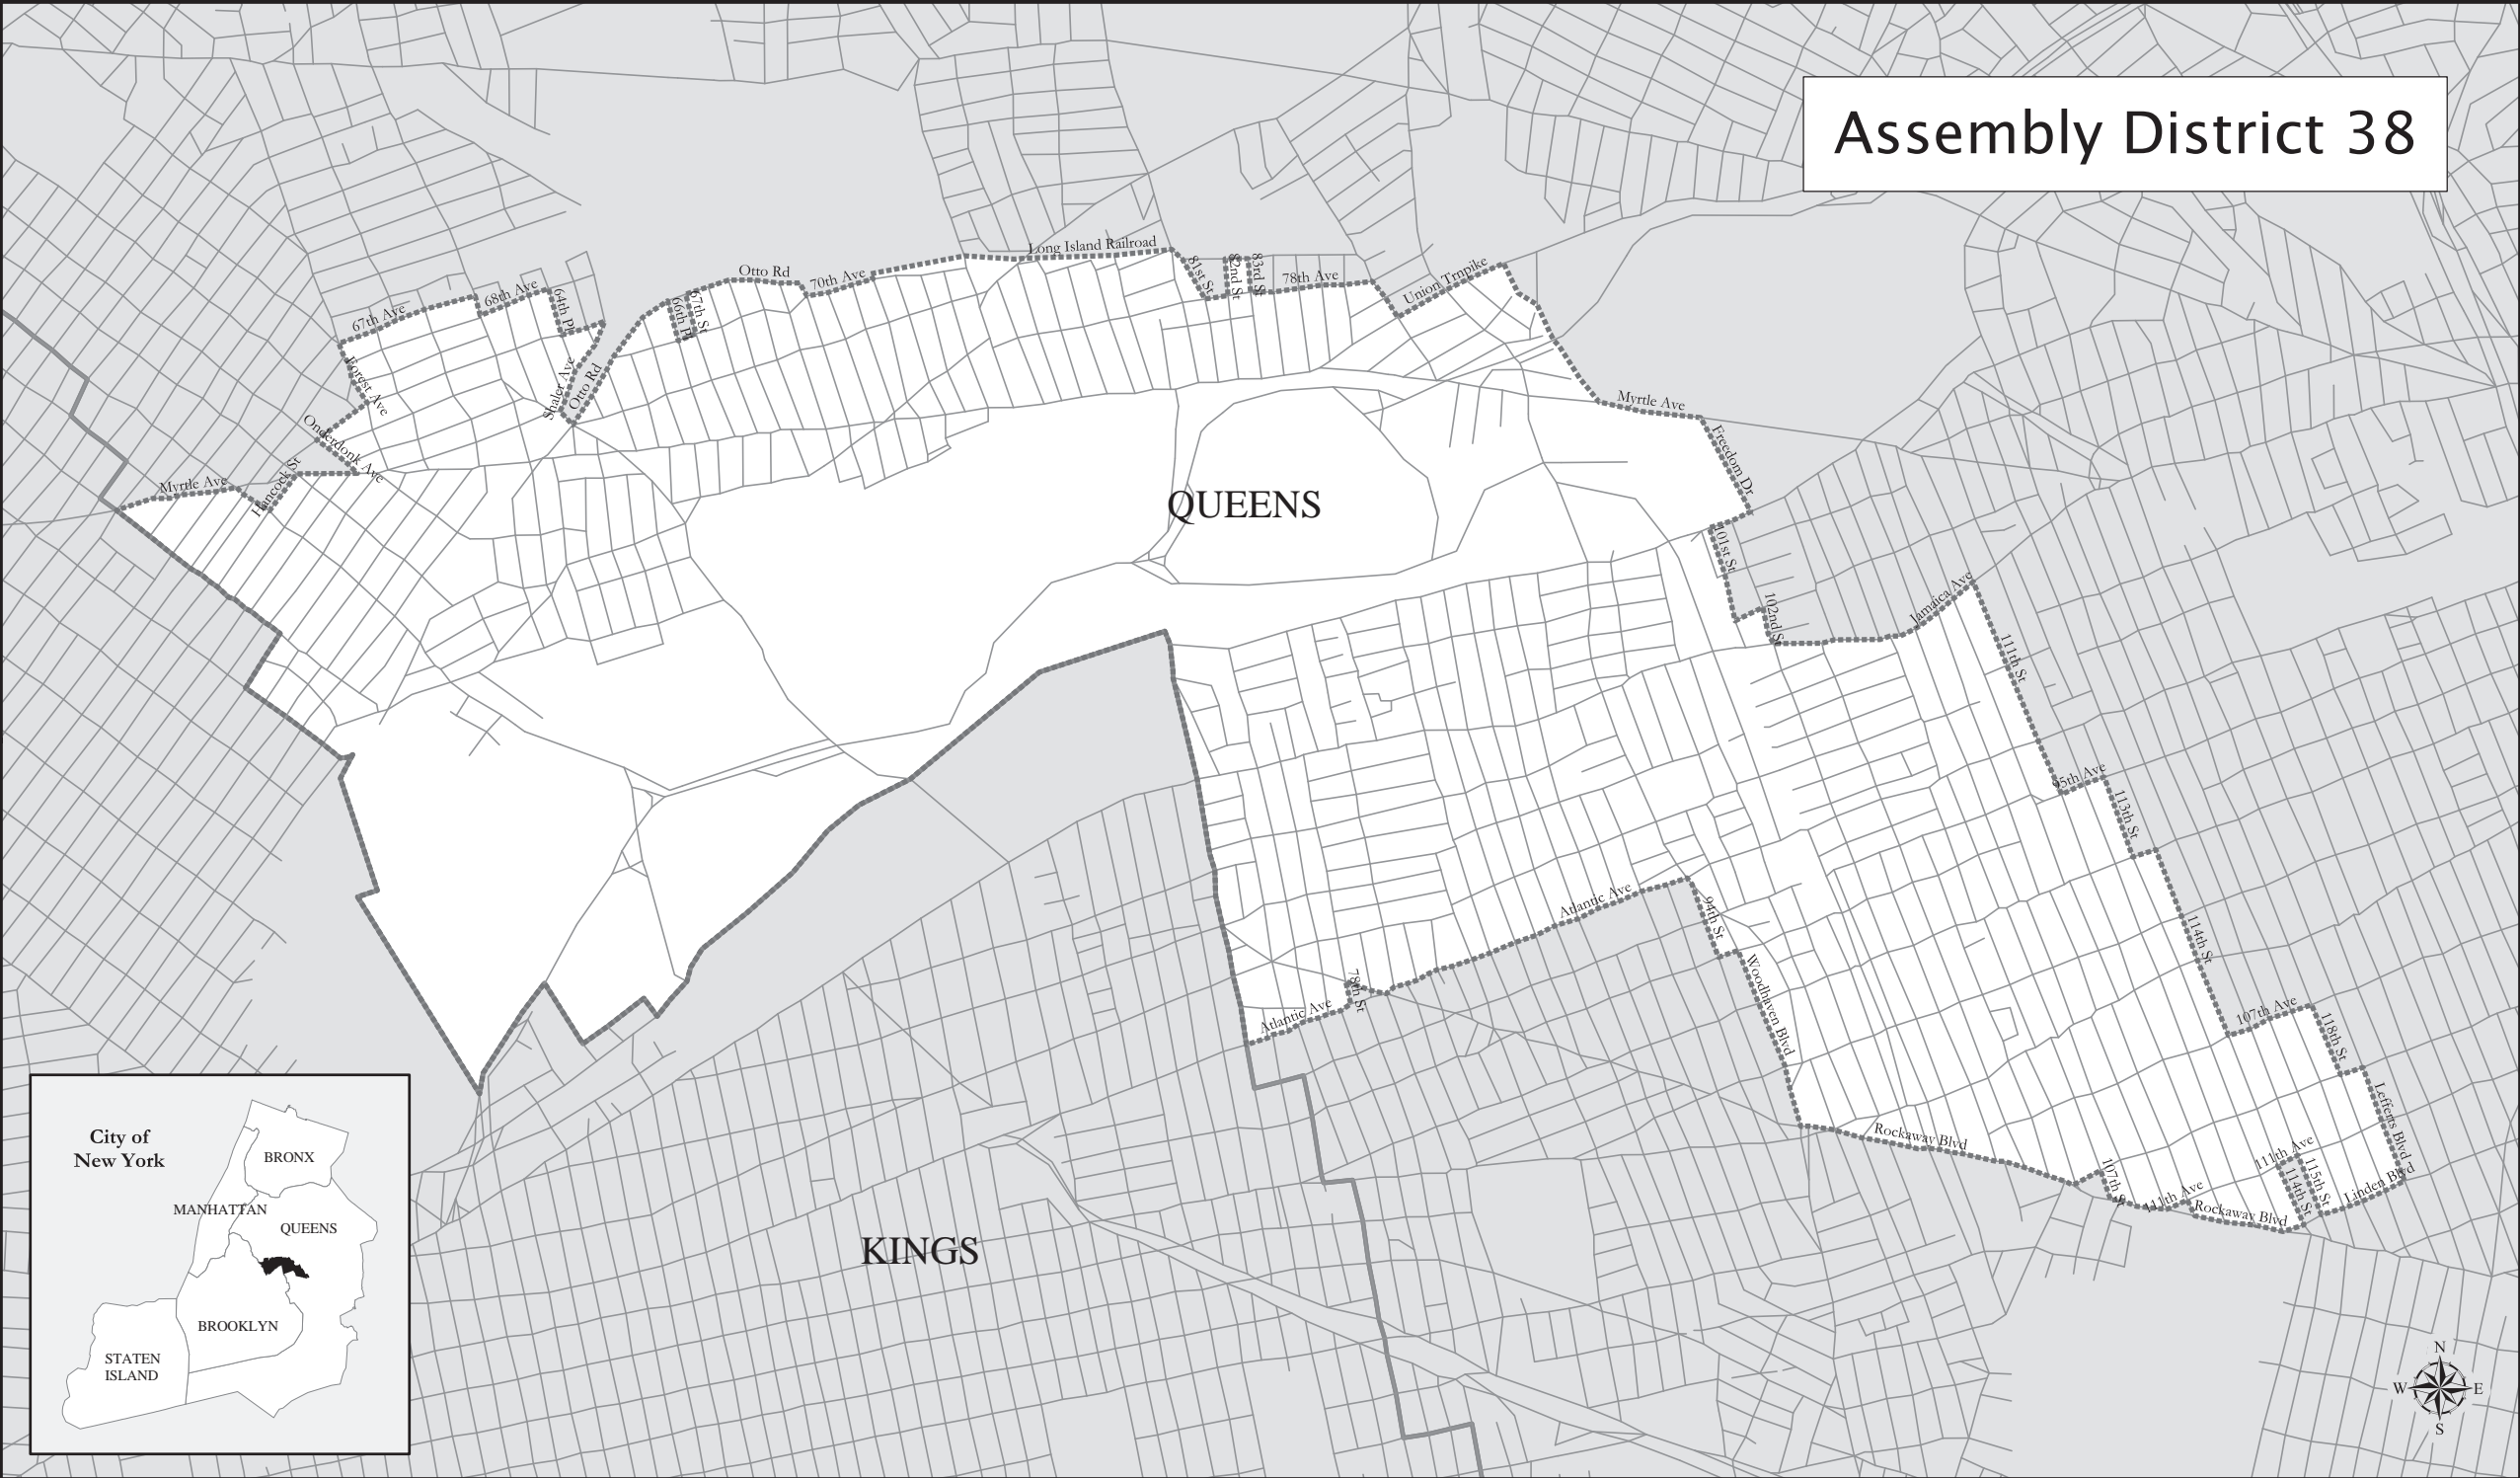 Assembly District 38
Long Island Railroad
81st St
82nd St
83rd St
78th Ave
Union Trnpike
Otto Rd
70th Ave
67th Ave
68th Ave
64th Pl
66th Pl
67th St
Forest Ave
Shaler Ave
Otto Rd
Onderdonk Ave
Myrtle Ave
Hancock St
Myrtle Ave
Freedom Dr
QUEENS
101st St
102nd St
Jamaica Ave
111th St
95th Ave
113th St
Atlantic Ave
94th St
114th St
Woodhaven Blvd
78th St
Atlantic Ave
107th Ave
118th St
Lefferts Blvd
Rockaway Blvd
107th St
111th Ave
Rockaway Blvd
111th Ave
114th St
115th St
Linden Blvd
KINGS
City of
New York
BRONX
MANHATTAN
QUEENS
BROOKLYN
STATEN
ISLAND
N
W
E
S